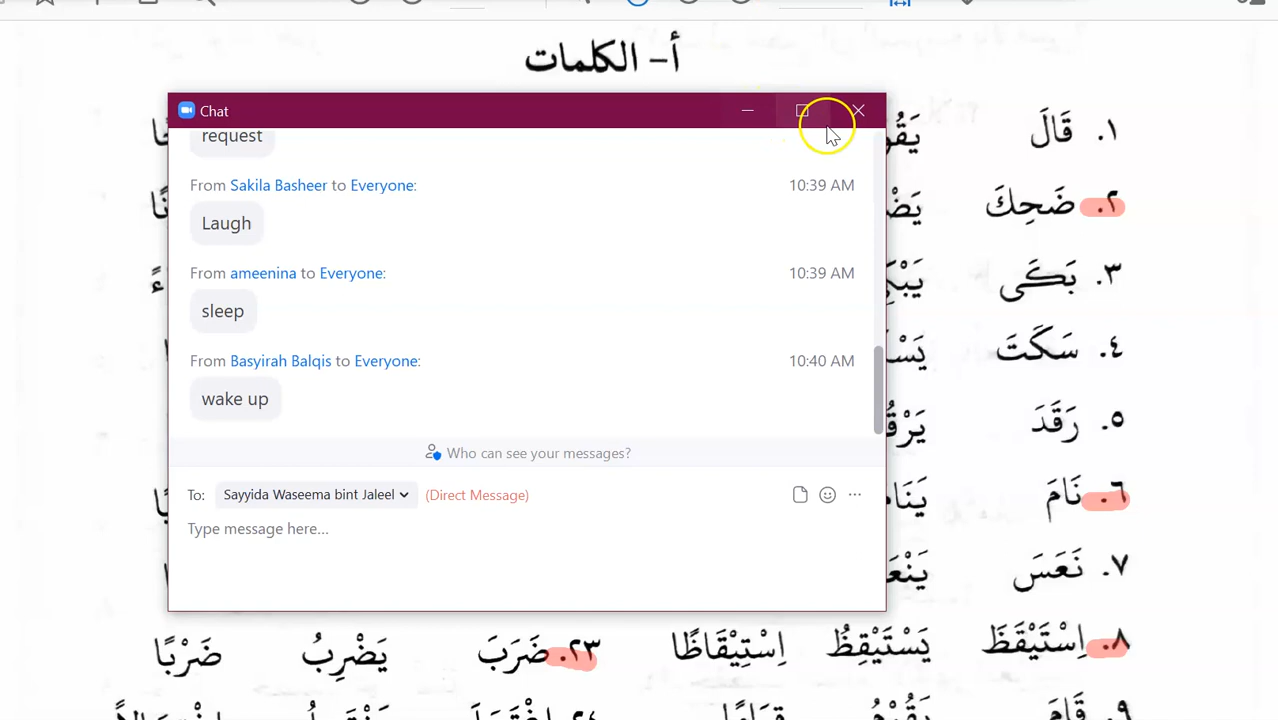 أ- الكلمات
Chat
request
From Sakila Basheer to Everyone: 10:39 AM
Laugh
From ameenina to Everyone: 10:39 AM
sleep
From Basyirah Balqis to Everyone: 10:40 AM
wake up
Who can see your messages?
To: Sayyida Waseema bint Jaleel (Direct Message)
Type message here...
١. قَالَ
٢. ضَحِكَ
٣. بَكَى
٤. سَكَتَ
٥. رَقَدَ
٦. نَامَ
٧. نَعَسَ
٨. اِسْتَيْقَظَ يَسْتَيْقِظُ اِسْتِيْقَاظًا
٢٣. ضَرَبَ يَضْرِبُ ضَرْبًا
٩. قَامَ